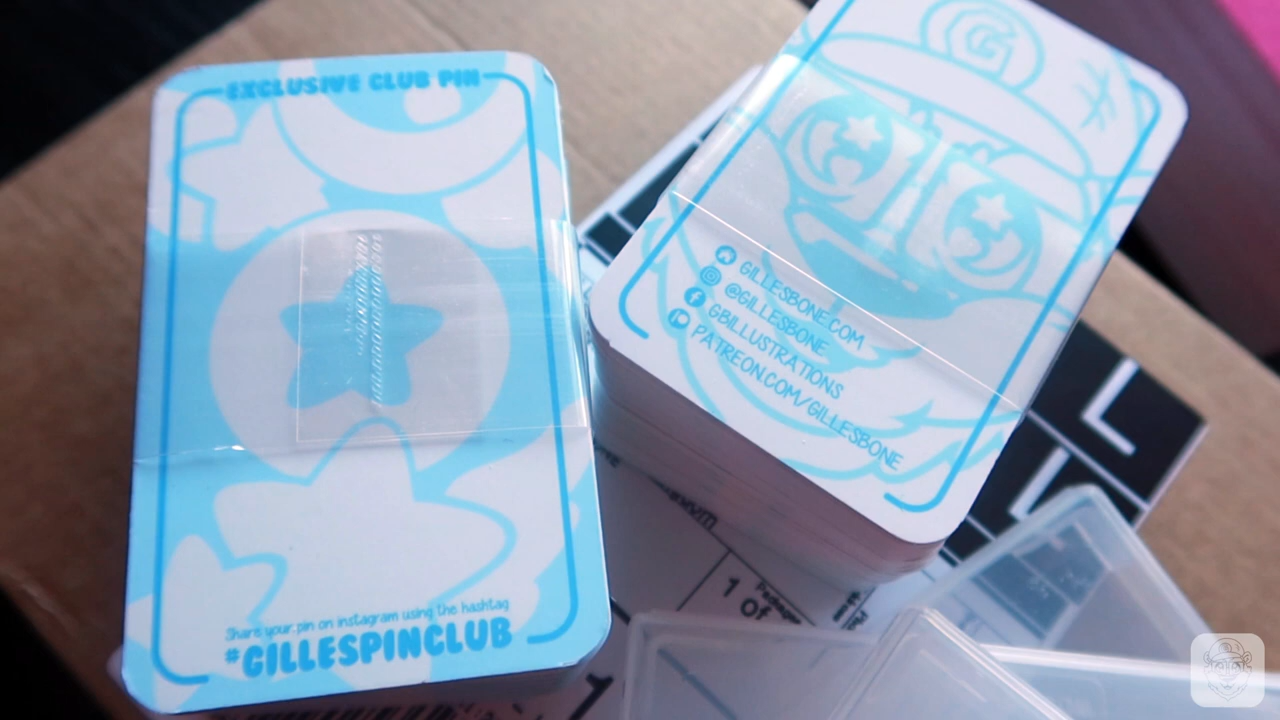 EXCLUSIVE CLUB PIN
Share your pin on instagram using the hashtag
#GILLESPINCLUB
G
GILLESBONE.COM
@GILLESBONE
GBILLUSTRATIONS
PATREON.COM/GILLESBONE
L
L
1 OF
1